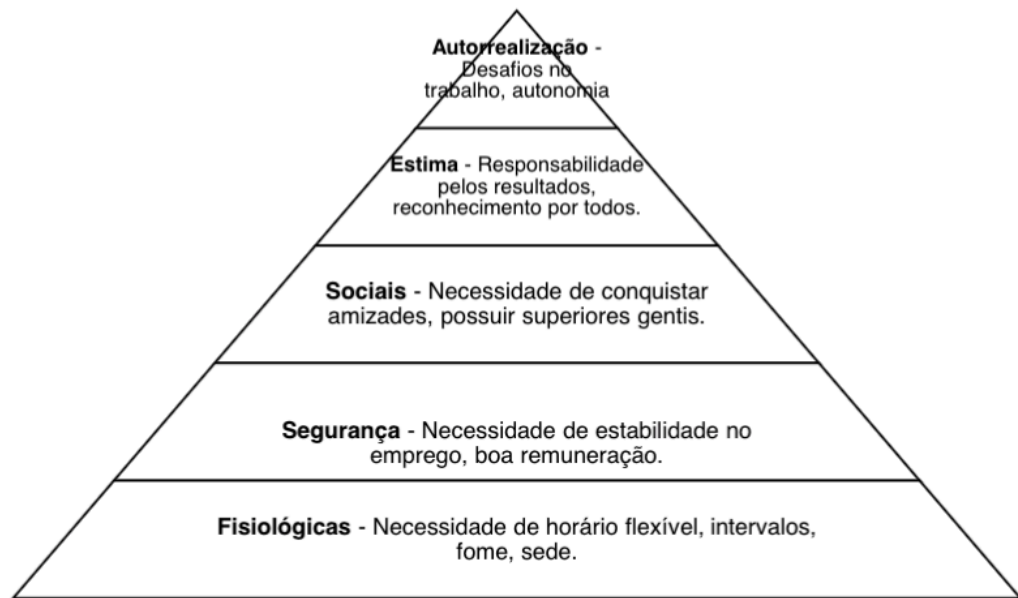 Autorrealização -
Desafios no
trabalho, autonomia
Estima - Responsabilidade
pelos resultados,
reconhecimento por todos.
Sociais - Necessidade de conquistar
amizades, possuir superiores gentis.
Segurança - Necessidade de estabilidade no
emprego, boa remuneração.
Fisiológicas - Necessidade de horário flexível, intervalos,
fome, sede.